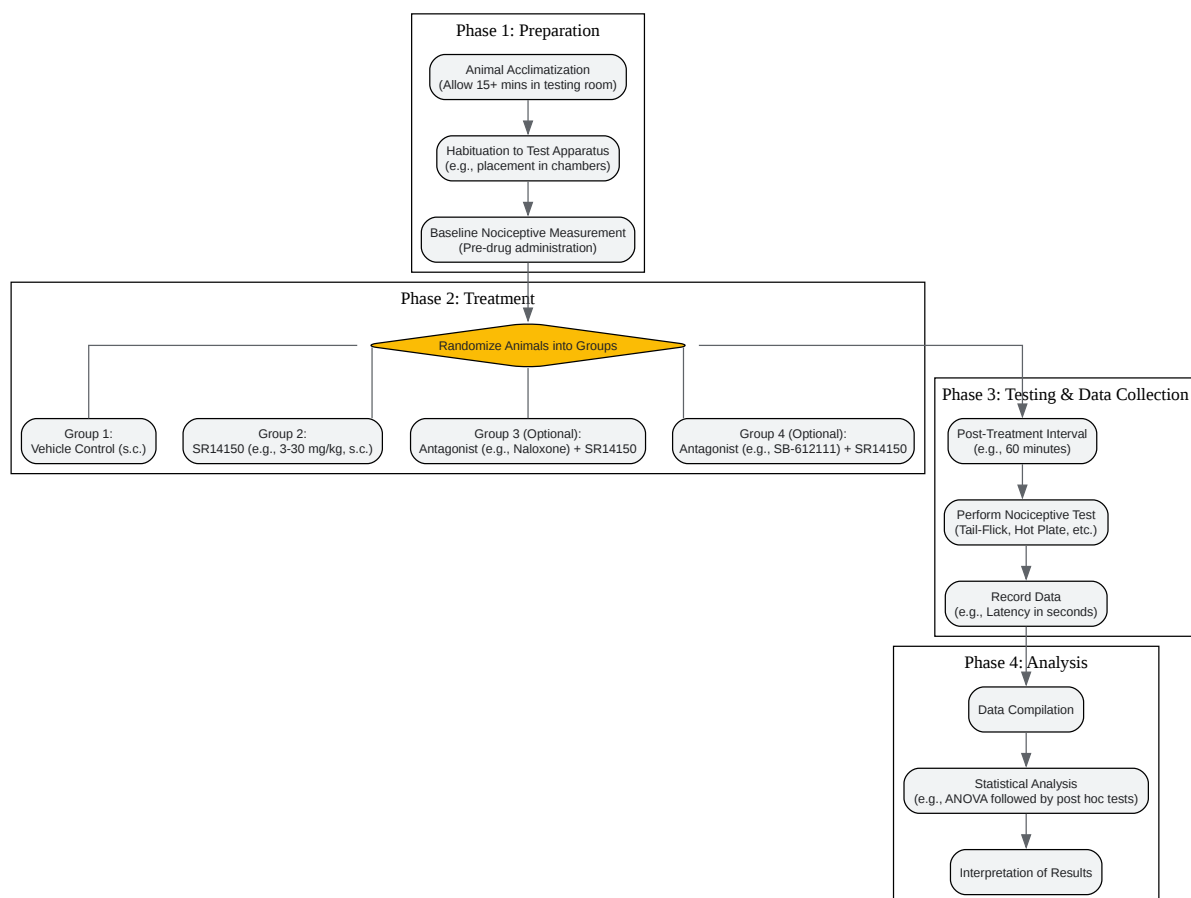 Phase 1: Preparation
Animal Acclimatization
(Allow 15+ mins in testing room)
Habituation to Test Apparatus
(e.g., placement in chambers)
Baseline Nociceptive Measurement
(Pre-drug administration)
Phase 2: Treatment
Randomize Animals into Groups
Group 1:
Vehicle Control (s.c.)
Group 2:
SR14150 (e.g., 3-30 mg/kg, s.c.)
Group 3 (Optional):
Antagonist (e.g., Naloxone) + SR14150
Group 4 (Optional):
Antagonist (e.g., SB-612111) + SR14150
Phase 3: Testing & Data Collection
Post-Treatment Interval
(e.g., 60 minutes)
Perform Nociceptive Test
(Tail-Flick, Hot Plate, etc.)
Record Data
(e.g., Latency in seconds)
Phase 4: Analysis
Data Compilation
Statistical Analysis
(e.g., ANOVA followed by post hoc tests)
Interpretation of Results